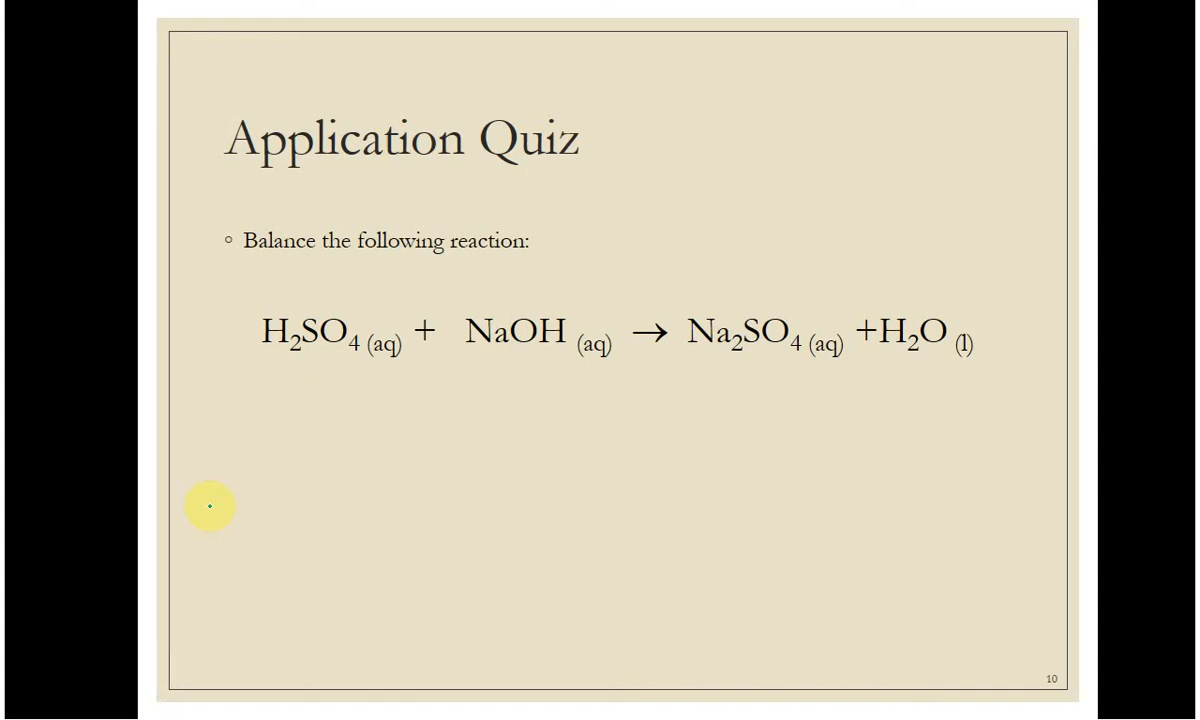 Application Quiz
◦ Balance the following reaction:
H₂SO₄ (aq) + NaOH (aq) → Na₂SO₄ (aq) +H₂O (l)
10